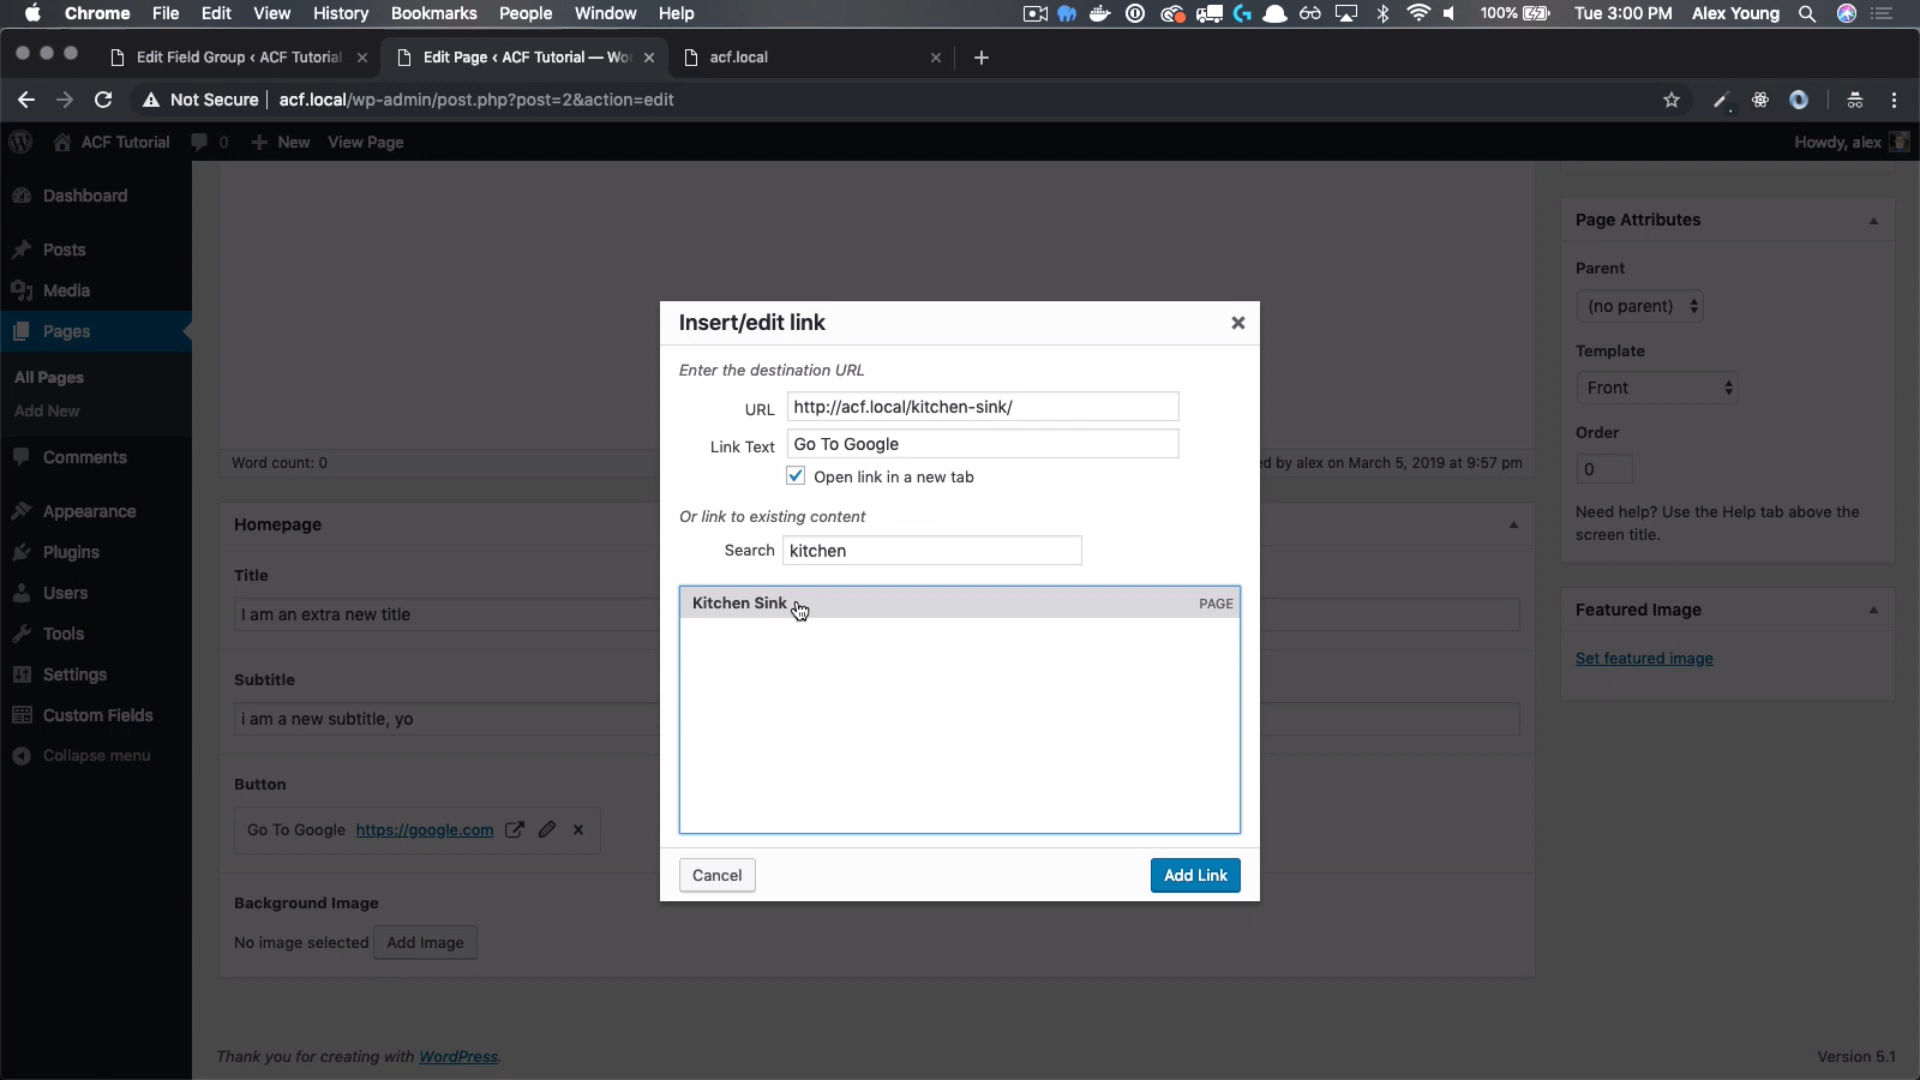 Chrome File Edit View History Bookmarks People Window Help 100% Tue 3:00 PM Alex Young
Edit Field Group ‹ ACF Tutorial
Edit Page ‹ ACF Tutorial — Wo
acf.local
Not Secure acf.local/wp-admin/post.php?post=2&action=edit
ACF Tutorial 0 New View Page Howdy, alex
Dashboard
Posts
Media
Pages
All Pages
Add New
Comments
Appearance
Plugins
Users
Tools
Settings
Custom Fields
Collapse menu
Word count: 0
ed by alex on March 5, 2019 at 9:57 pm
Homepage
Title
I am an extra new title
Subtitle
i am a new subtitle, yo
Button
Go To Google https://google.com
Background Image
No image selected Add Image
Insert/edit link
Enter the destination URL
URL http://acf.local/kitchen-sink/
Link Text Go To Google
Open link in a new tab
Or link to existing content
Search kitchen
Kitchen Sink PAGE
Cancel Add Link
Page Attributes
Parent
(no parent)
Template
Front
Order
0
Need help? Use the Help tab above the
screen title.
Featured Image
Set featured image
Thank you for creating with WordPress.
Version 5.1